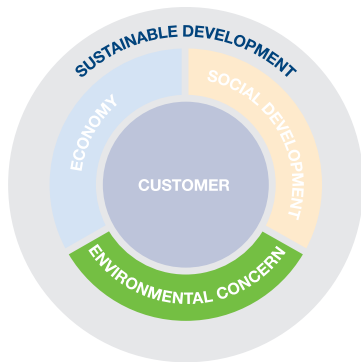 SUSTAINABLE DEVELOPMENT
ECONOMY
SOCIAL DEVELOPMENT
CUSTOMER
ENVIRONMENTAL CONCERN